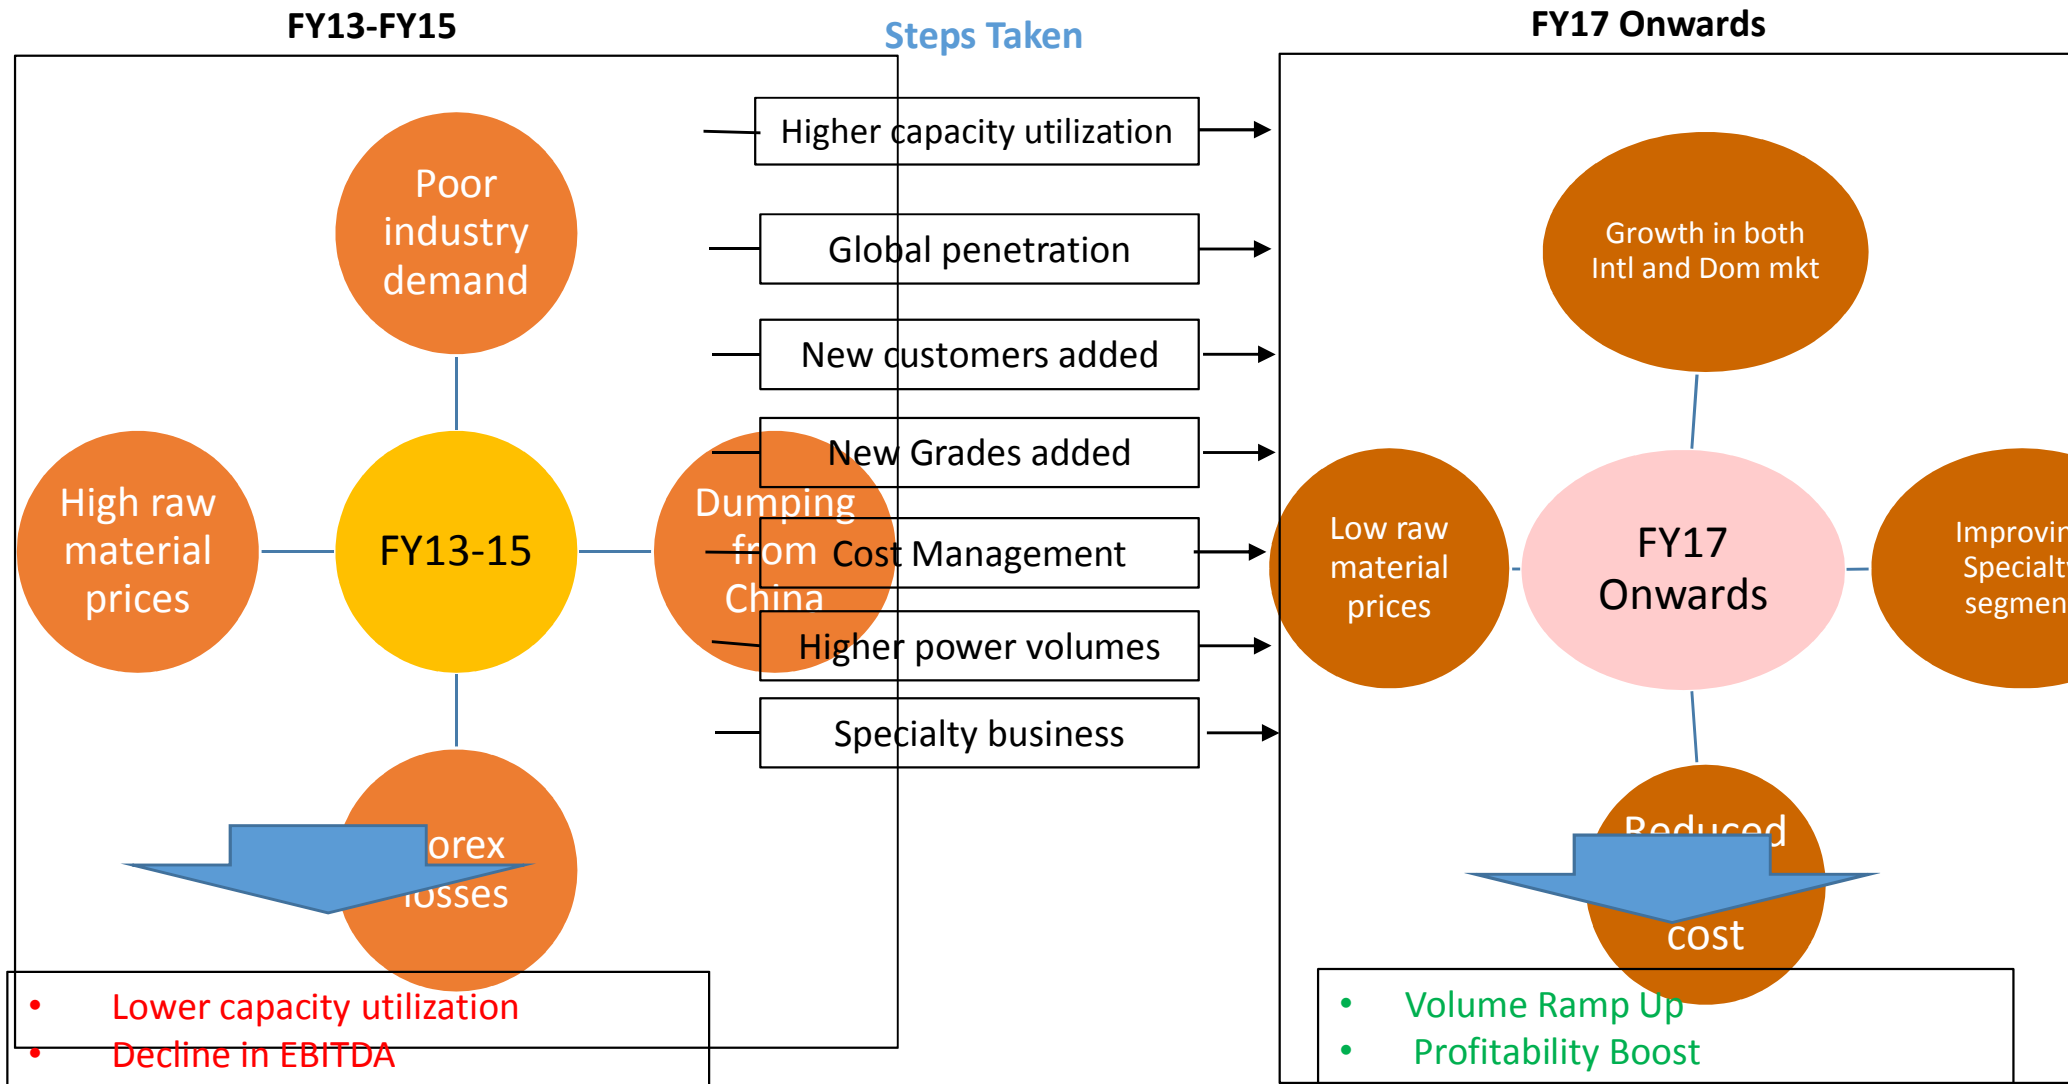 FY13-FY15
Steps Taken
FY17 Onwards
Poor
industry
demand
High raw
material
prices
FY13-15
Dumping
from
China
losses
• Lower capacity utilization
• Decline in EBITDA
Higher capacity utilization
Global penetration
New customers added
New Grades added
Cost Management
Higher power volumes
Specialty business
Growth in both
Intl and Dom mkt
Low raw
material
prices
FY17
Onwards
Specialty
Reduced
cost
• Volume Ramp Up
• Profitability Boost